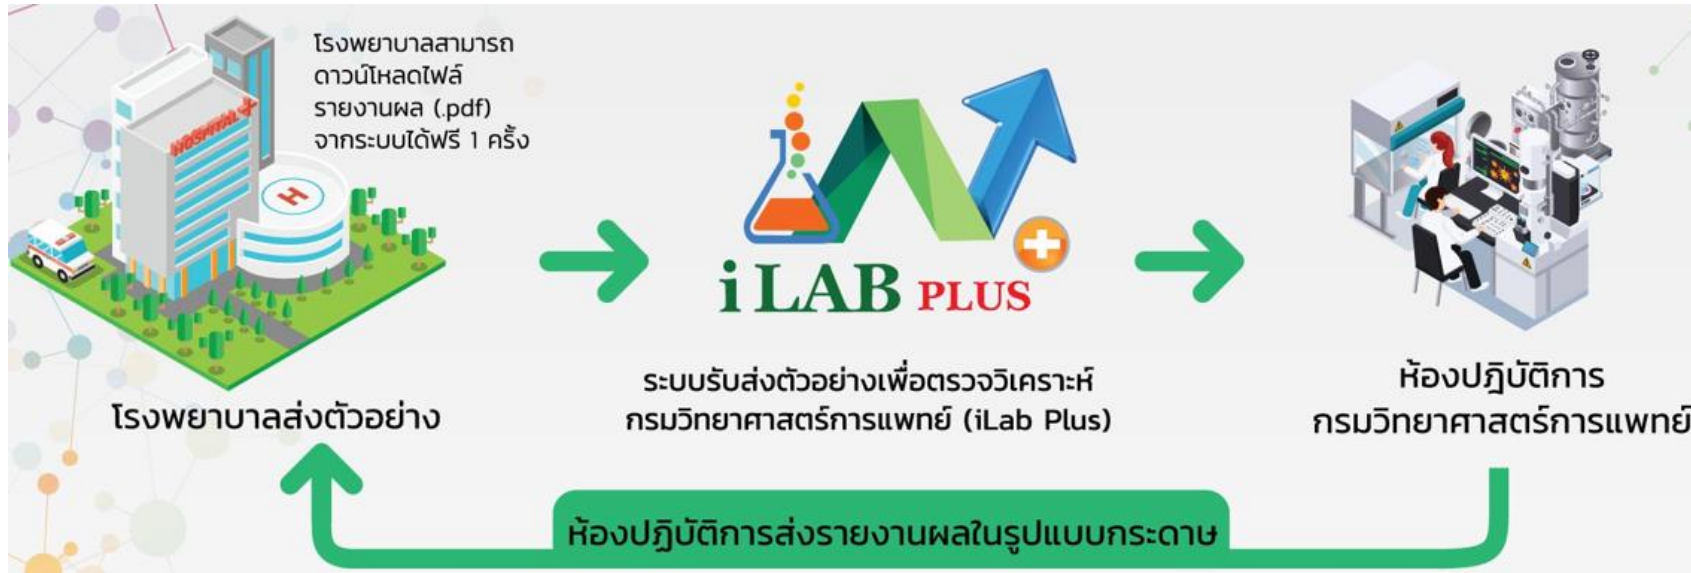 โรงพยาบาลสามารถ
ดาวน์โหลดไฟล์
รายงานผล (.pdf)
จากระบบได้ฟรี 1 ครั้ง
HOSPITAL
H
โรงพยาบาลส่งตัวอย่าง
i LAB PLUS
ระบบรับส่งตัวอย่างเพื่อตรวจวิเคราะห์
กรมวิทยาศาสตร์การแพทย์ (iLab Plus)
ห้องปฎิบัติการ
กรมวิทยาศาสตร์การแพทย์
ห้องปฏิบัติการส่งรายงานผลในรูปแบบกระดาษ